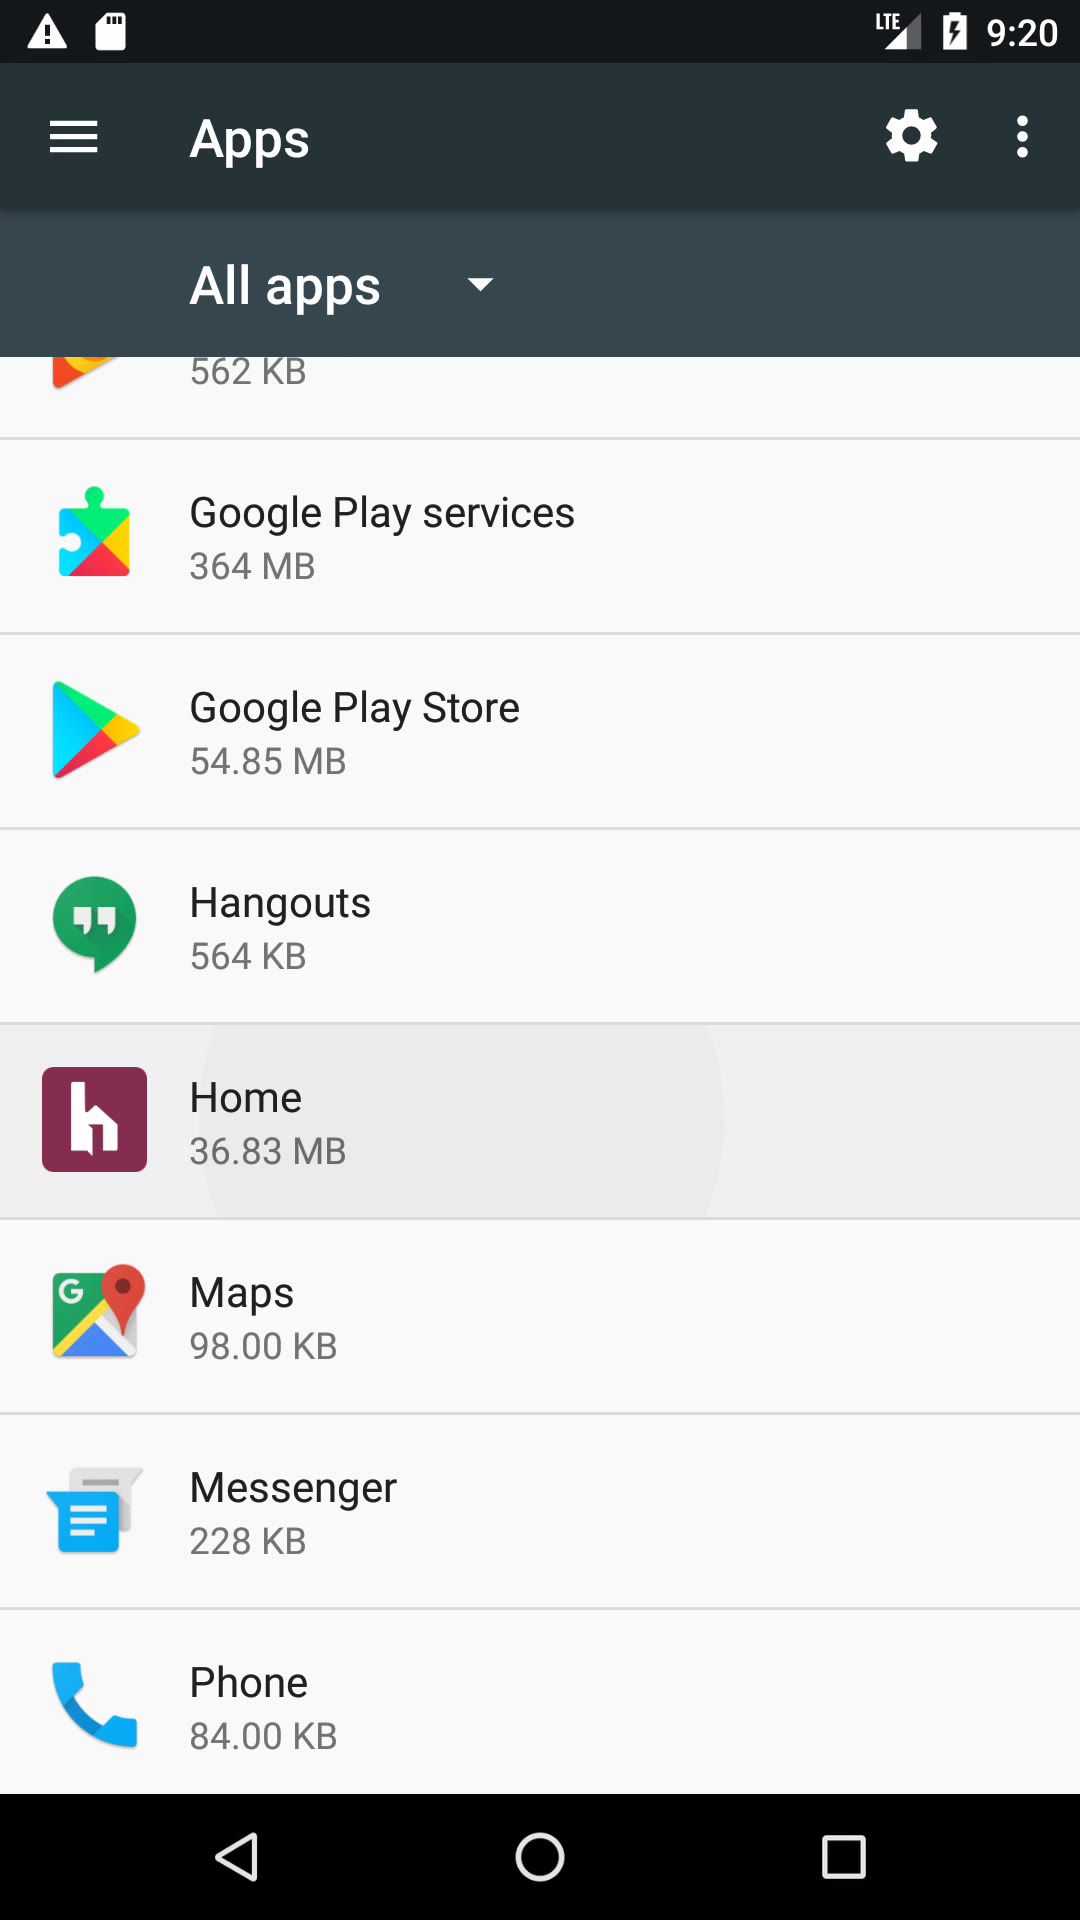 LTE 9:20
Apps
All apps
562 KB
Google Play services
364 MB
Google Play Store
54.85 MB
Hangouts
564 KB
Home
36.83 MB
Maps
98.00 KB
Messenger
228 KB
Phone
84.00 KB